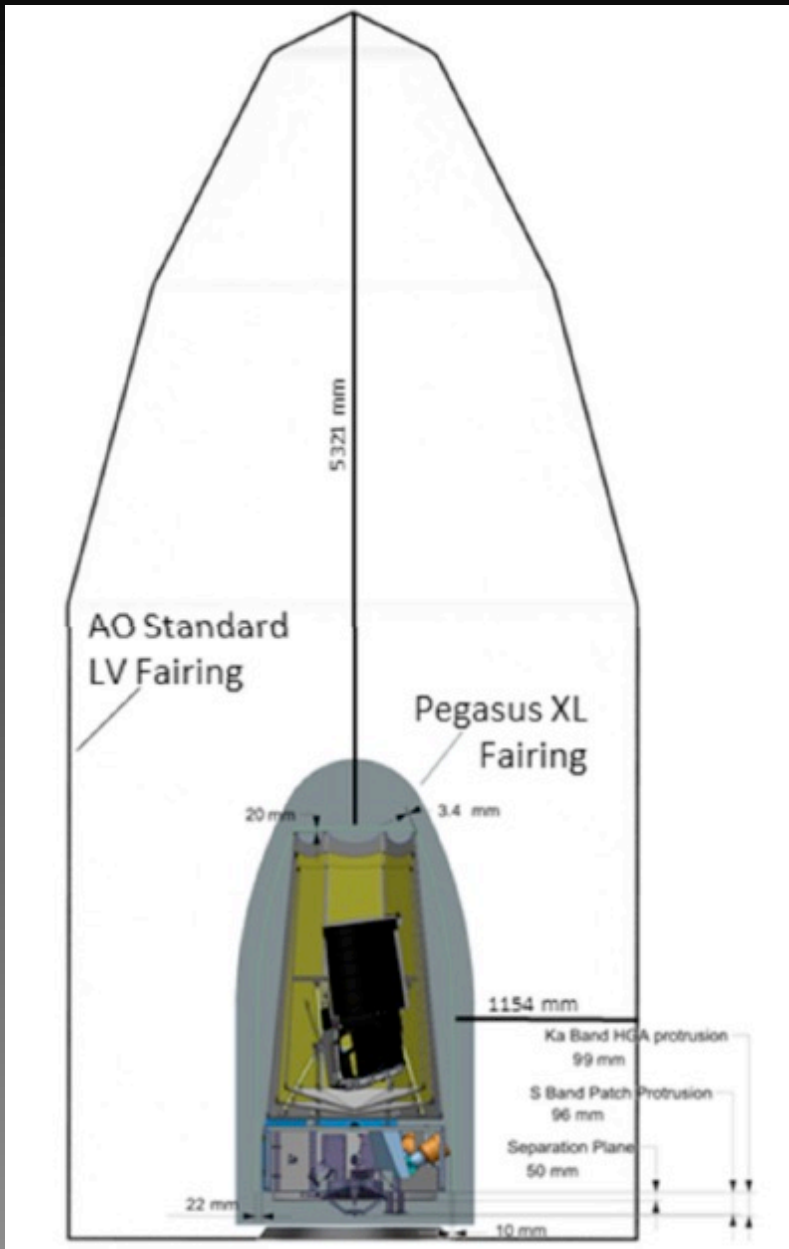 5321 mm
AO Standard
LV Fairing
Pegasus XL
Fairing
20 mm
3.4 mm
1154 mm
Ka Band HGA protrusion
99 mm
S Band Patch Protrusion
96 mm
Separation Plane
50 mm
22 mm
10 mm